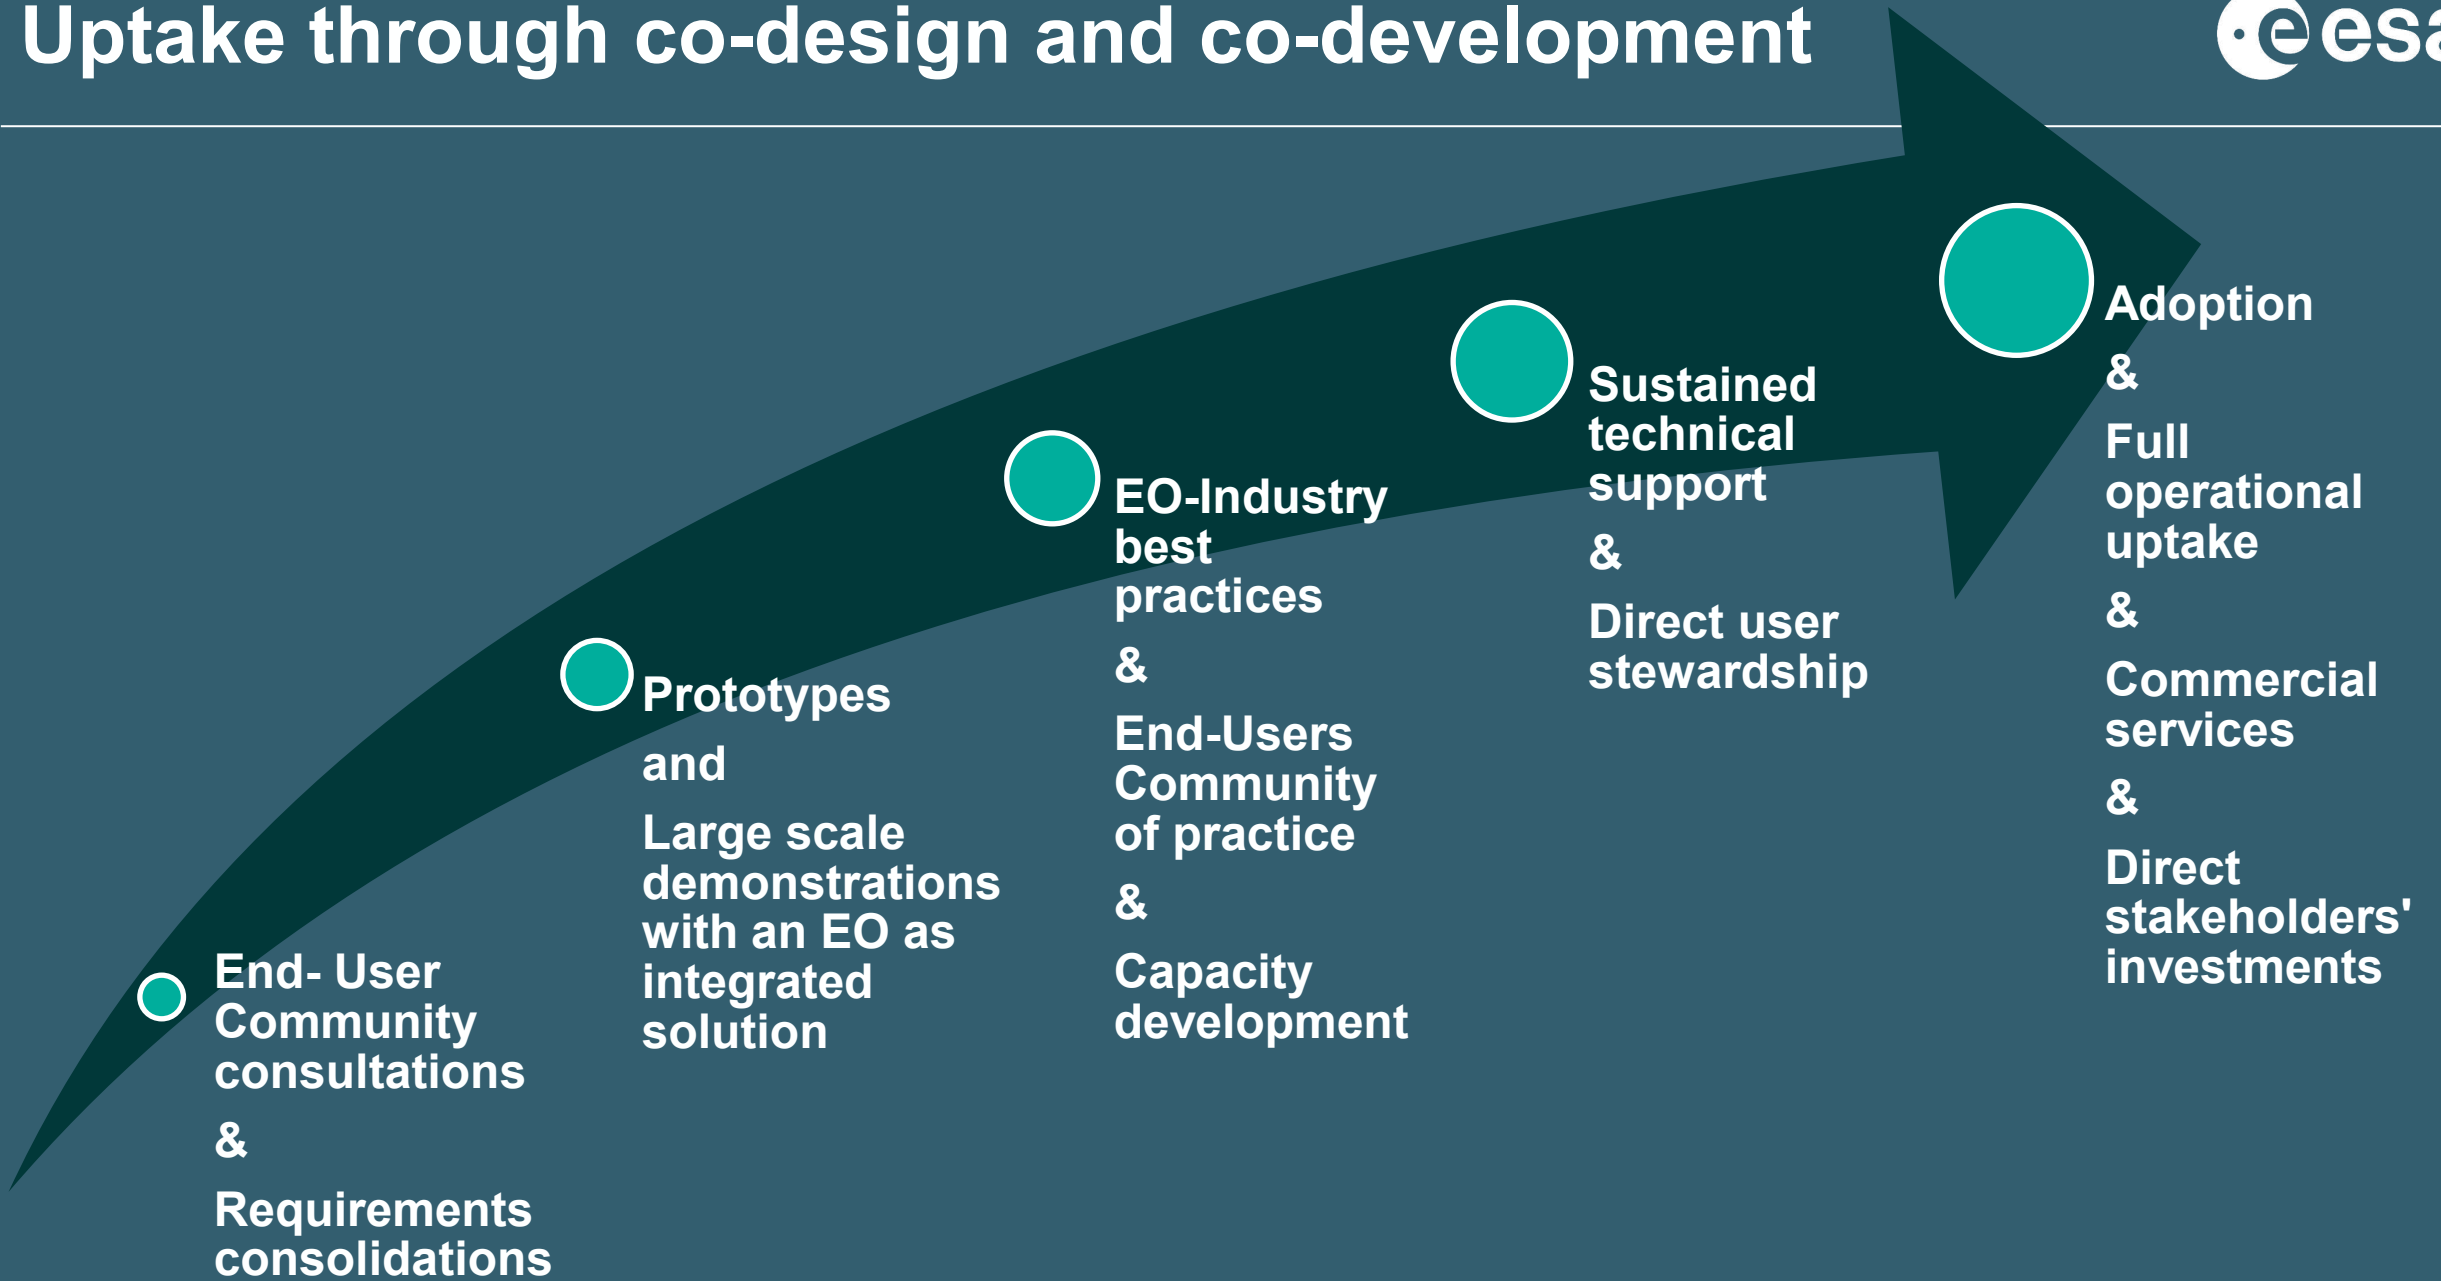 Uptake through co-design and co-development
esa
End- User
Community
consultations
&
Requirements
consolidations
Prototypes
and
Large scale
demonstrations
with an EO as
integrated
solution
EO-Industry
best
practices
&
End-Users
Community
of practice
&
Capacity
development
Sustained
technical
support
&
Direct user
stewardship
Adoption
&
Full
operational
uptake
&
Commercial
services
&
Direct
stakeholders'
investments